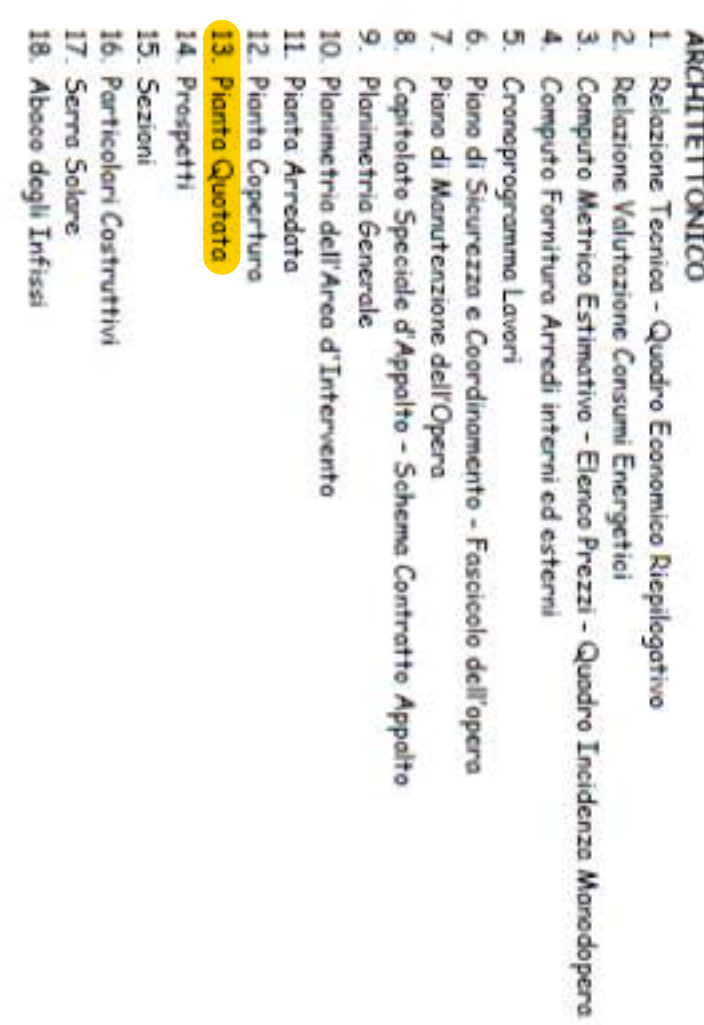 ARCHITETTONICO
1. Relazione Tecnica - Quadro Economico Riepilogativo
2. Relazione Valutazione Consumi Energetici
3. Computo Metrico Estimativo - Elenco Prezzi - Quadro Incidenza Manodopera
4. Computo Fornitura Arredi interni ed esterni
5. Cronoprogramma Lavori
6. Piano di Sicurezza e Coordinamento - Fascicolo dell'opera
7. Piano di Manutenzione dell'Opera
8. Capitolato Speciale d'Appalto - Schema Contratto Appalto
9. Planimetria Generale
10. Planimetria dell'Area d'Intervento
11. Pianta Arredata
12. Pianta Copertura
13. Pianta Quotata
14. Prospetti
15. Sezioni
16. Particolari Costruttivi
17. Serra Solare
18. Abaco degli Infissi